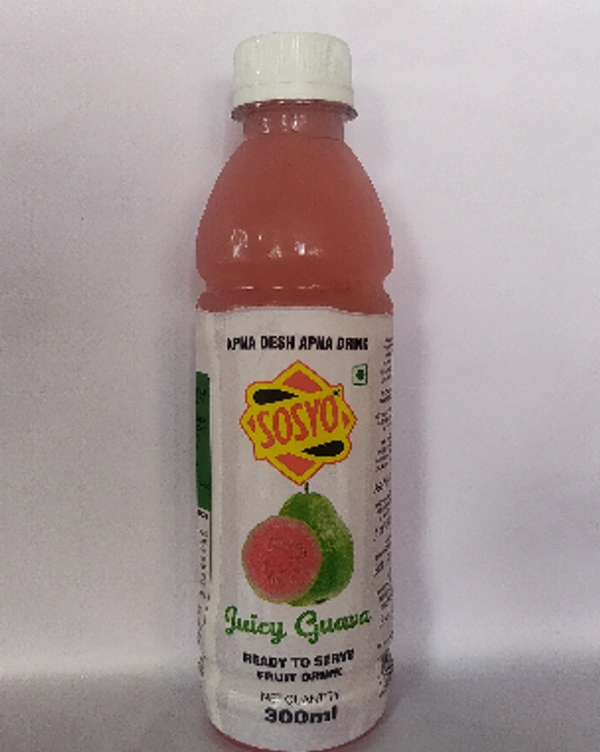 APNA DESH APNA DRINK
SOSYO
Juicy Guava
READY TO SERVE
FRUIT DRINK
NET QUANTITY
300ml